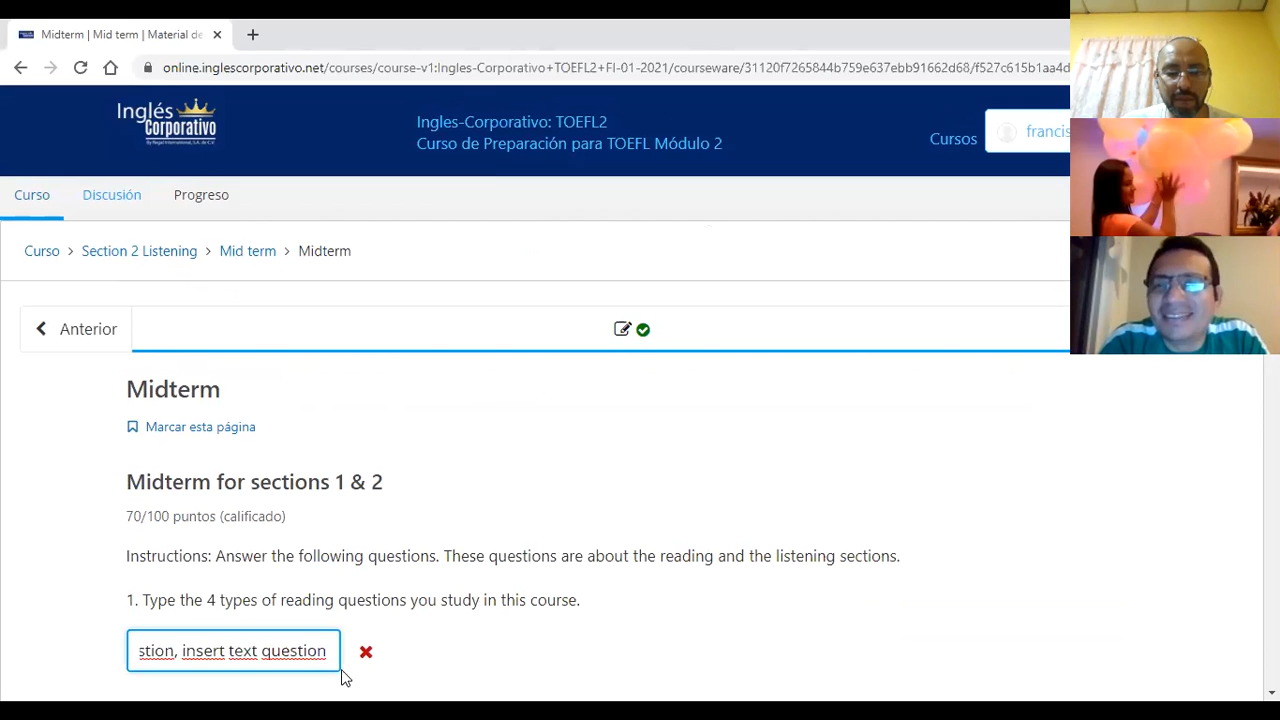 Midterm | Mid term | Material de
online.inglescorporativo.net/courses/course-v1:Ingles-Corporativo+TOEFL2+FI-01-2021/courseware/31120f7265844b759e637ebb91662d68/f527c615b1aa4d
Inglés
Corporativo
By Regal International, S.A. de C.V
Ingles-Corporativo: TOEFL2
Curso de Preparación para TOEFL Módulo 2
Cursos
francis
Curso Discusión Progreso
Curso > Section 2 Listening > Mid term > Midterm
Anterior
Midterm
Marcar esta página
Midterm for sections 1 & 2
70/100 puntos (calificado)
Instructions: Answer the following questions. These questions are about the reading and the listening sections.
1. Type the 4 types of reading questions you study in this course.
stion, insert text question